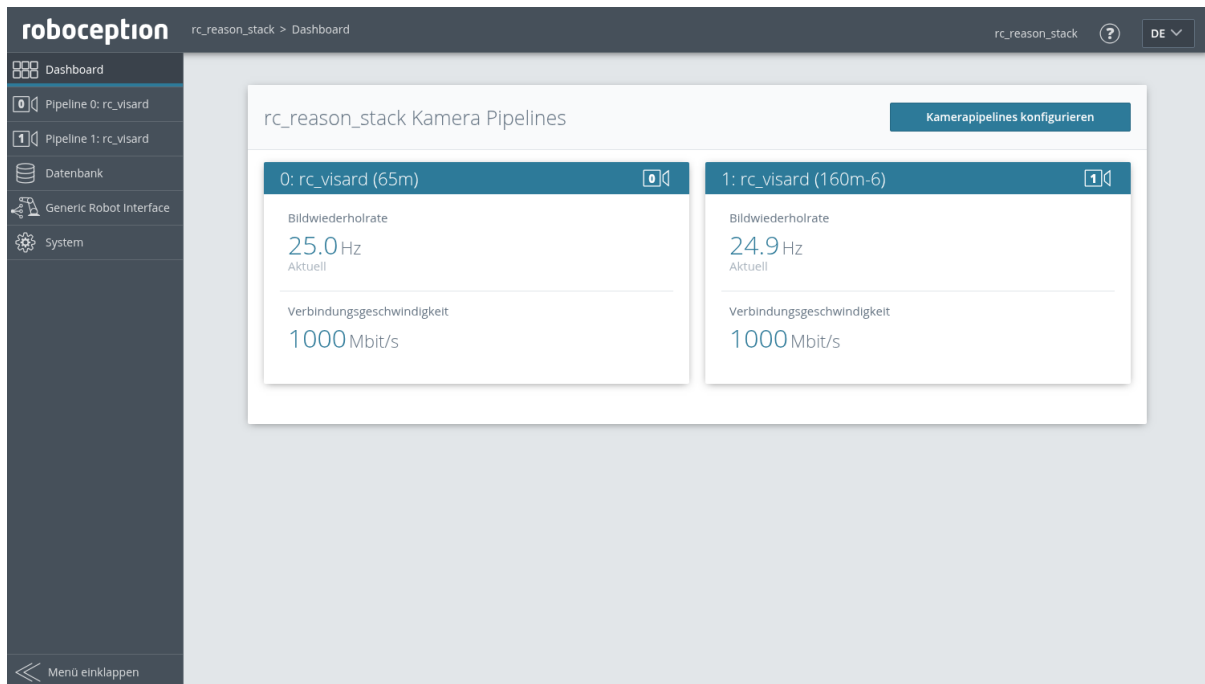 roboception
rc_reason_stack > Dashboard
rc_reason_stack
?
DE
Dashboard
0 Pipeline 0: rc_visard
1 Pipeline 1: rc_visard
Datenbank
Generic Robot Interface
System
Menü einklappen
rc_reason_stack Kamera Pipelines
Kamerapipelines konfigurieren
0: rc_visard (65m)
0
Bildwiederholrate
25.0 Hz
Aktuell
Verbindungsgeschwindigkeit
1000 Mbit/s
1: rc_visard (160m-6)
1
Bildwiederholrate
24.9 Hz
Aktuell
Verbindungsgeschwindigkeit
1000 Mbit/s